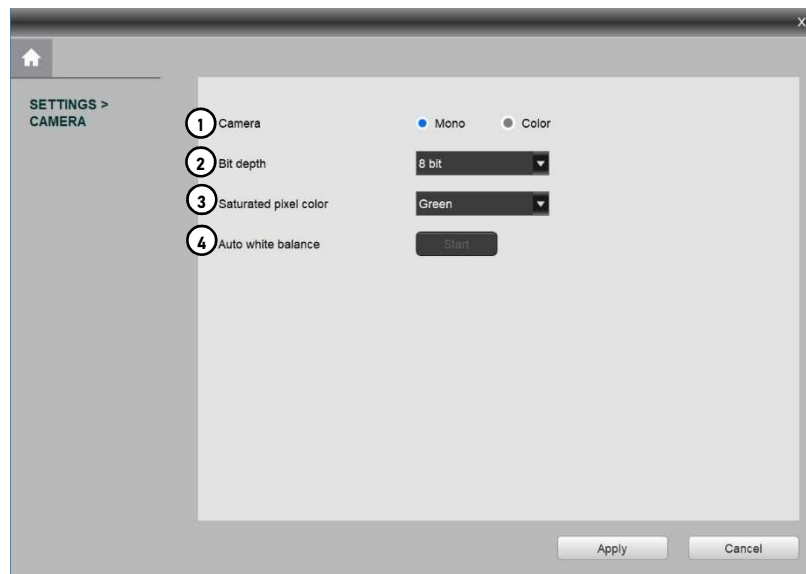 X
SETTINGS >
CAMERA
1 Camera Mono Color
2 Bit depth 8 bit
3 Saturated pixel color Green
4 Auto white balance Start
Apply Cancel